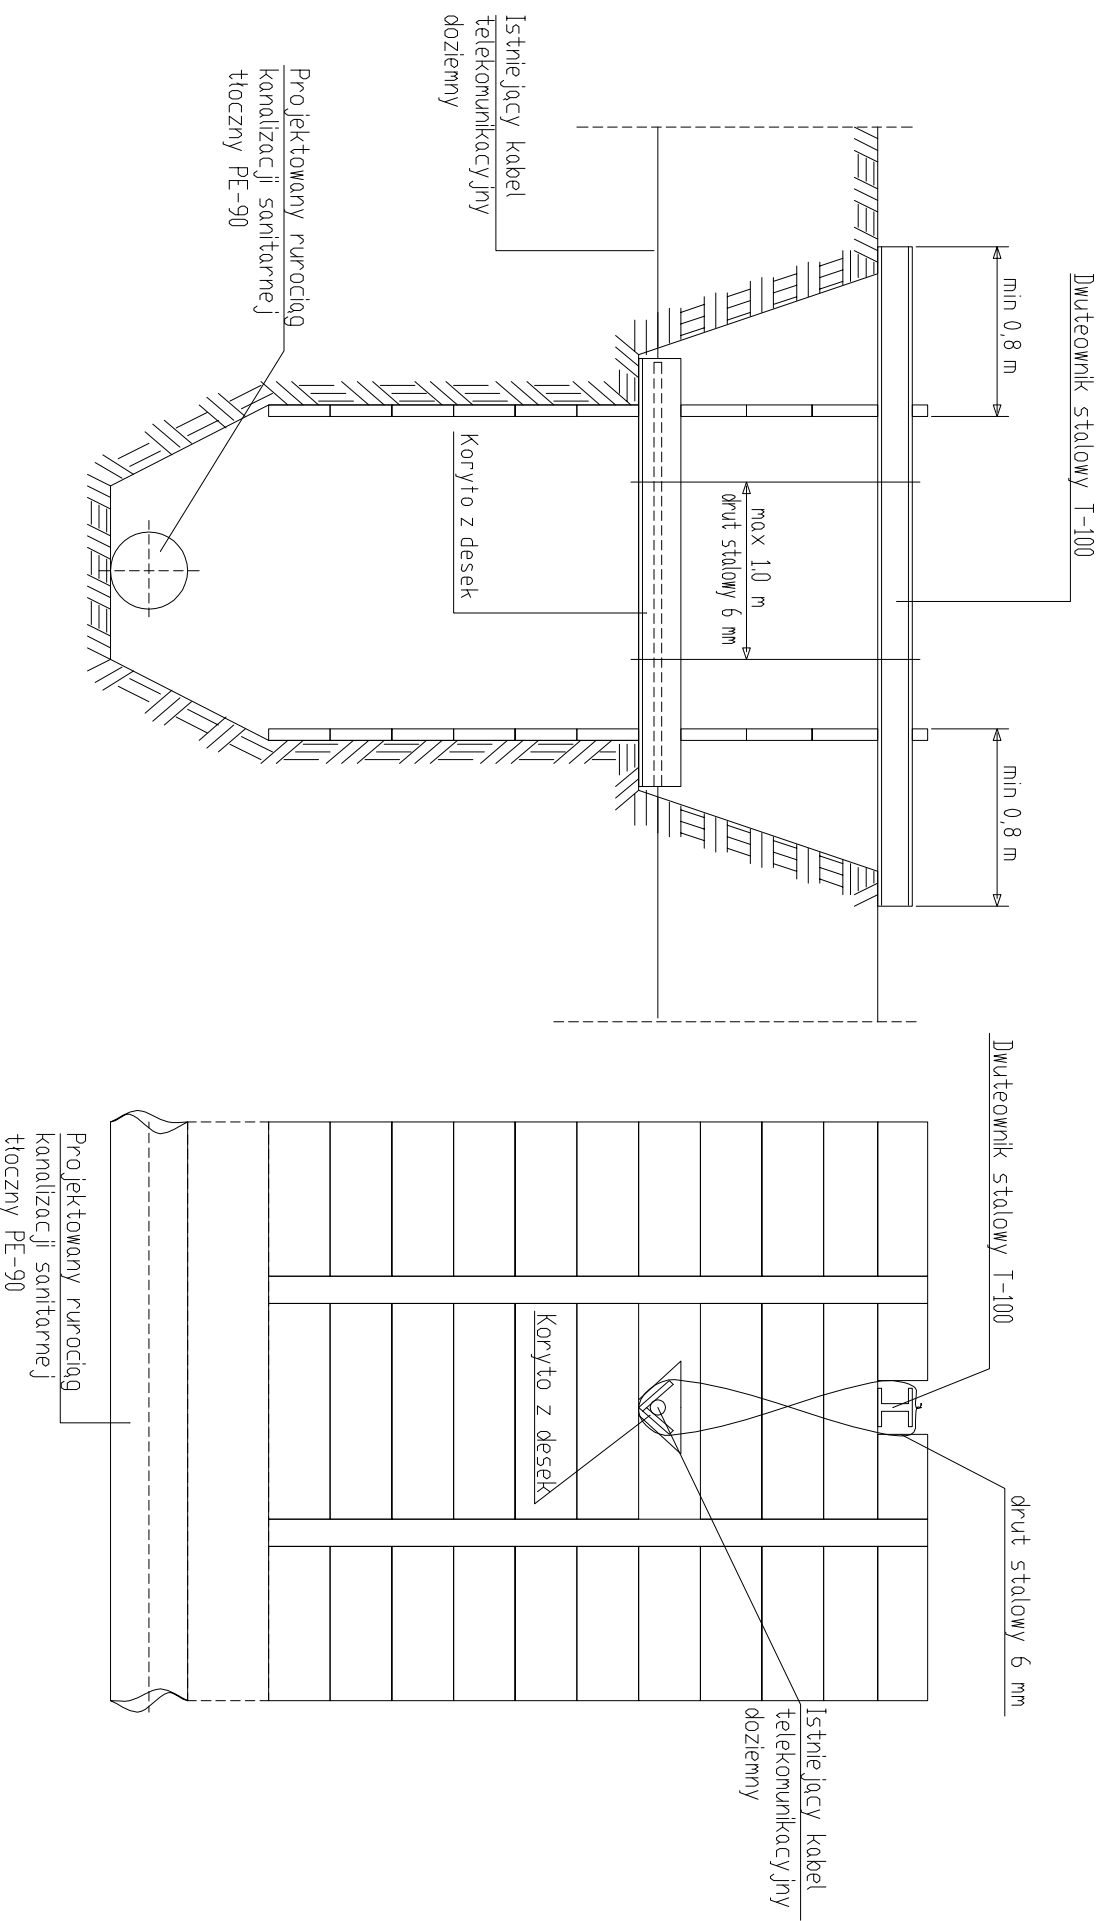 Dwuteownik stalowy T-100
min 0,8 m
min 0,8 m
max 1,0 m
drut stalowy 6 mm
Istniejący kabel
telekomunikacyjny
doziemny
Koryto z desek
Projektowany rurociąg
kanalizacji sanitarnej
tłoczny PE-90
drut stalowy 6 mm
Dwuteownik stalowy T-100
Istniejący kabel
telekomunikacyjny
doziemny
Koryto z desek
Projektowany rurociąg
kanalizacji sanitarnej
tłoczny PE-90